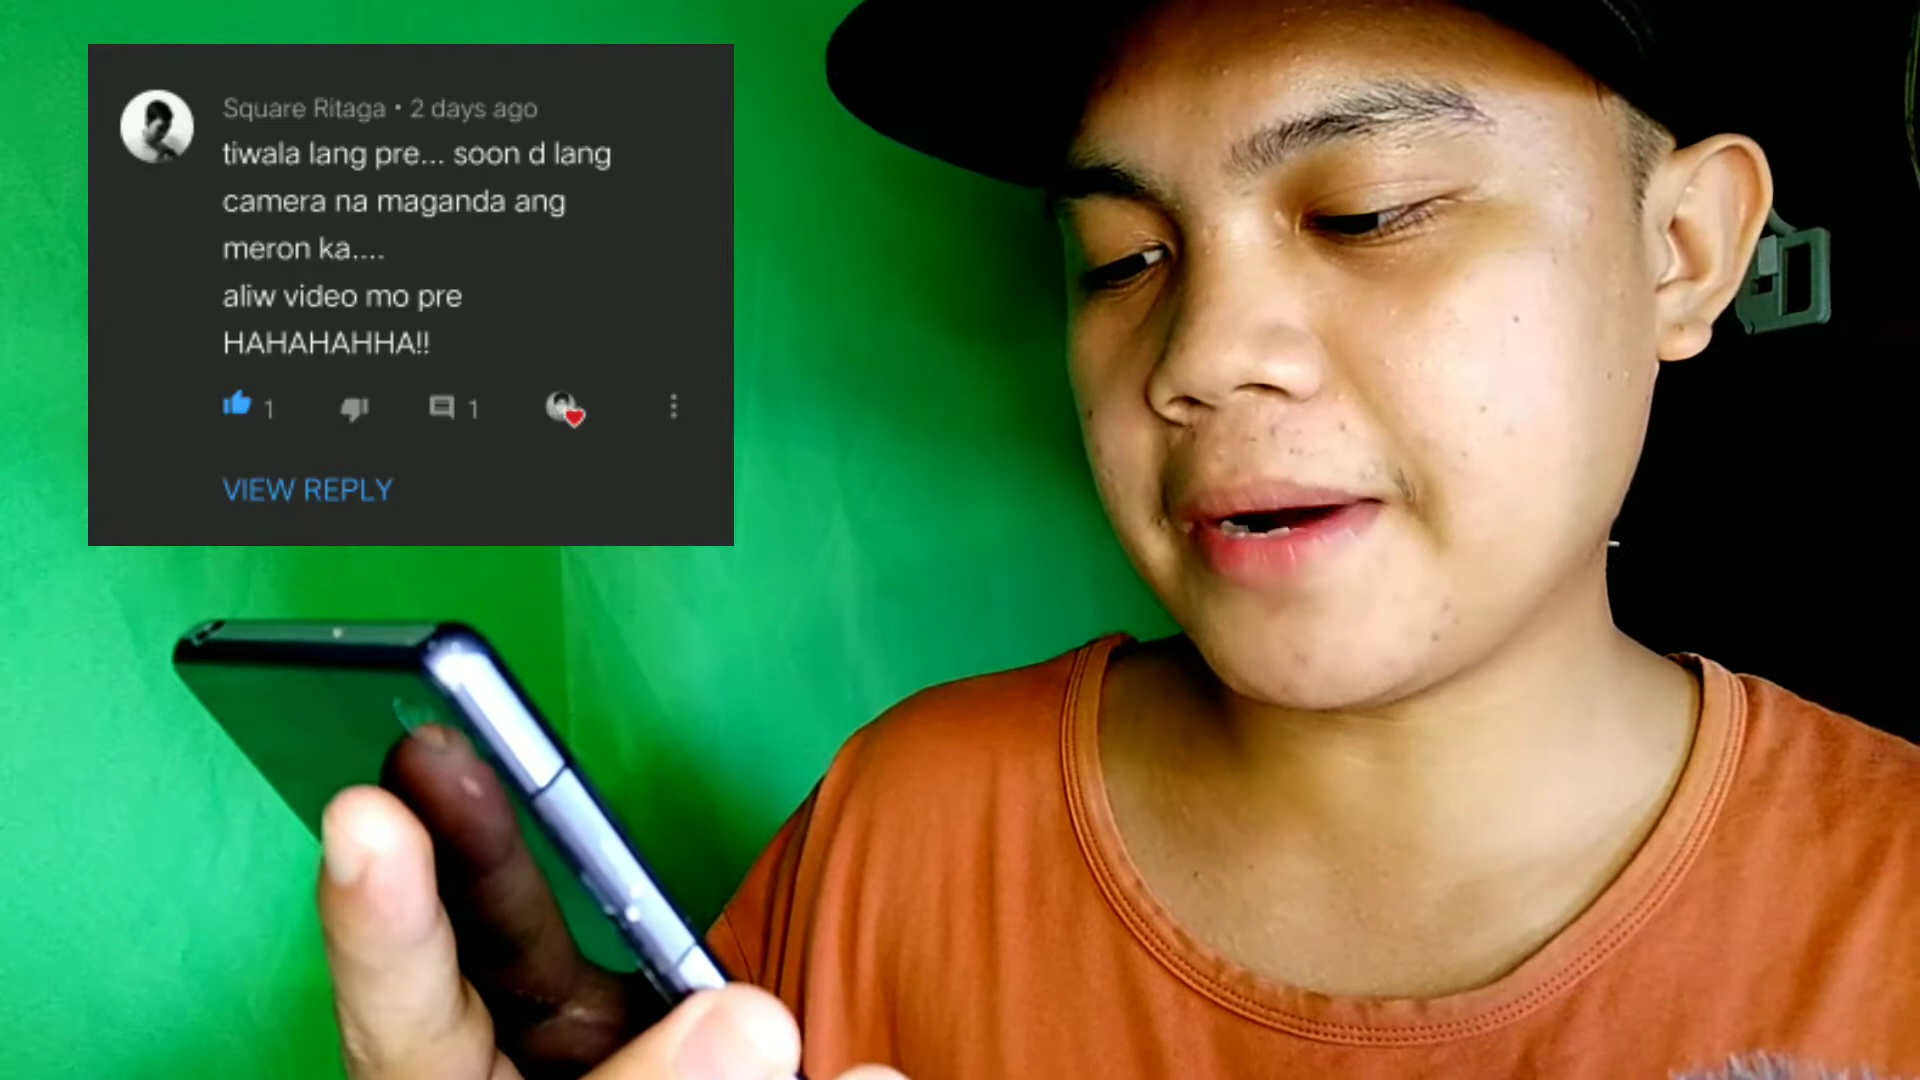 Square Ritaga • 2 days ago
tiwala lang pre... soon d lang
camera na maganda ang
meron ka....
aliw video mo pre
HAHAHAHHA!!
1
1
VIEW REPLY